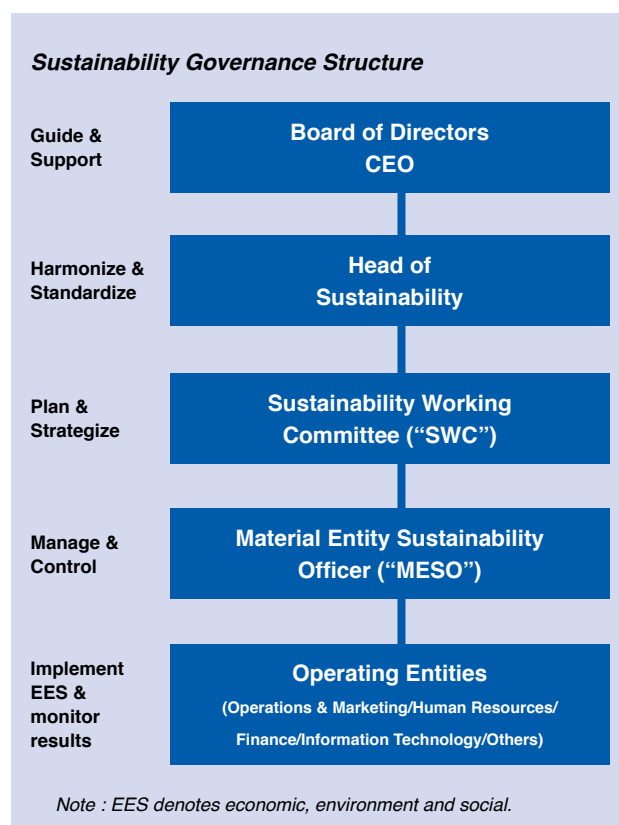 Sustainability Governance Structure
Guide &
Support
Board of Directors
CEO
Harmonize &
Standardize
Head of
Sustainability
Plan &
Strategize
Sustainability Working
Committee (“SWC”)
Manage &
Control
Material Entity Sustainability
Officer (“MESO”)
Implement
EES &
monitor
results
Operating Entities
(Operations & Marketing/Human Resources/
Finance/Information Technology/Others)
Note : EES denotes economic, environment and social.